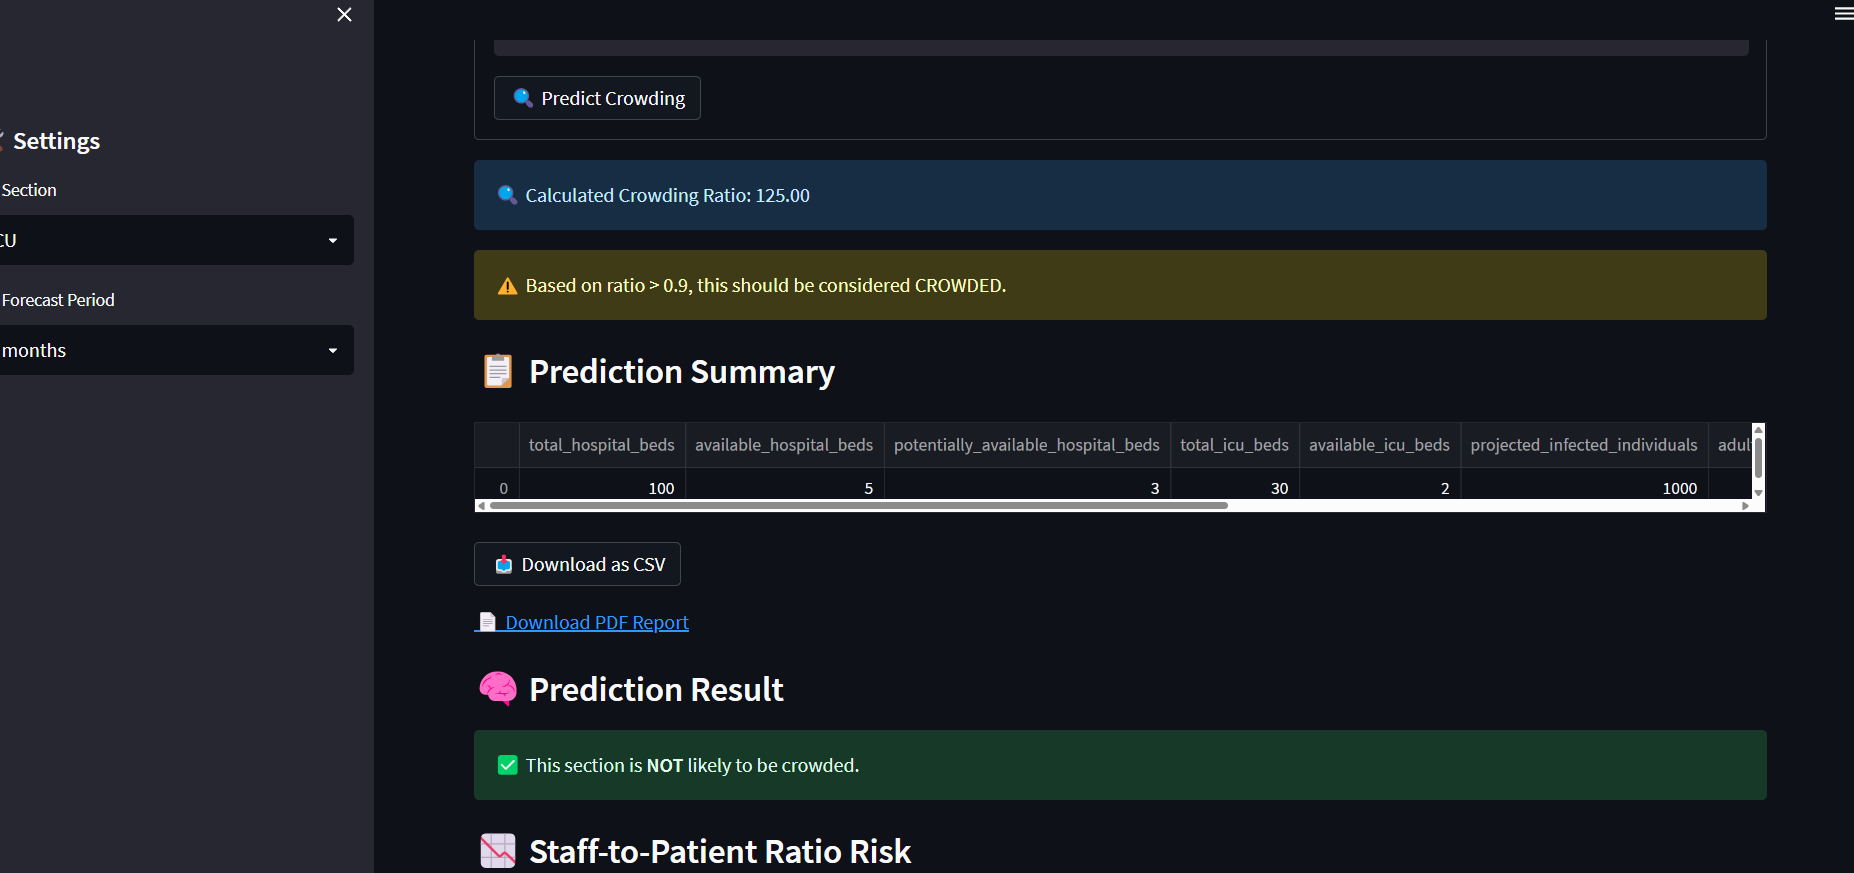 Predict Crowding
Settings
Section
CU
Forecast Period
months
Calculated Crowding Ratio: 125.00
Based on ratio > 0.9, this should be considered CROWDED.
Prediction Summary
total_hospital_beds available_hospital_beds potentially_available_hospital_beds total_icu_beds available_icu_beds projected_infected_individuals adul
0 100 5 3 30 2 1000
Download as CSV
Download PDF Report
Prediction Result
This section is NOT likely to be crowded.
Staff-to-Patient Ratio Risk